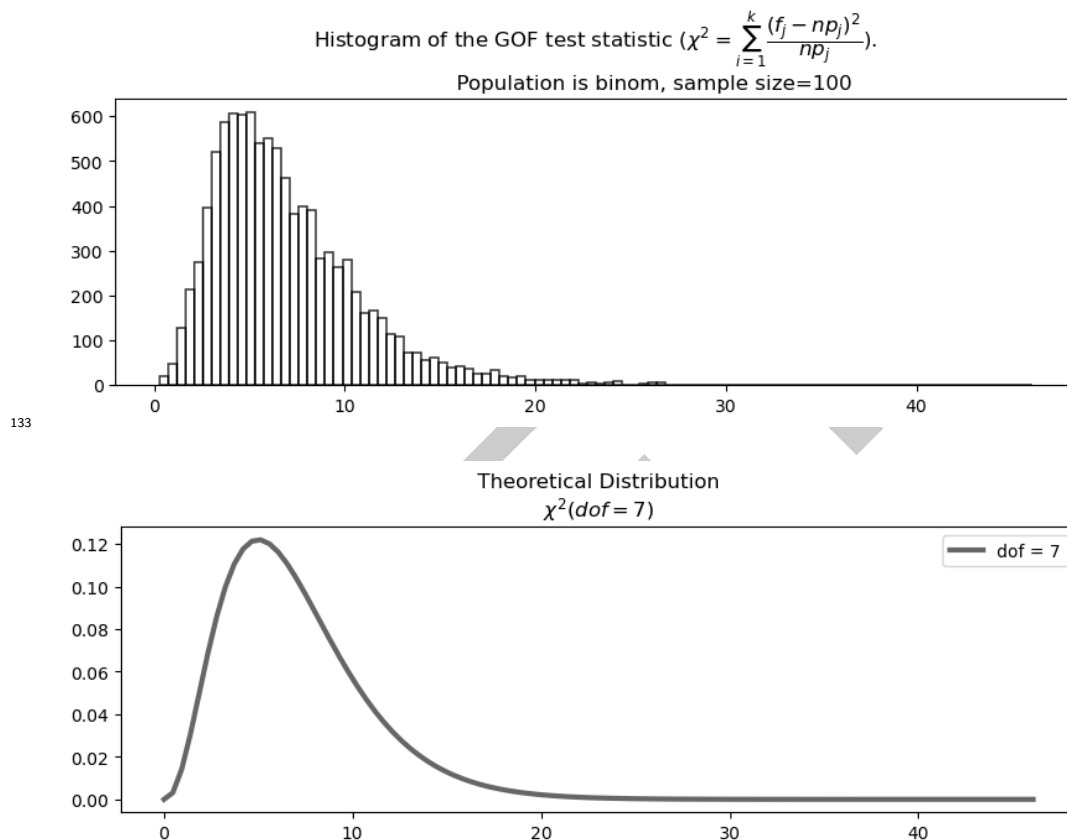 Histogram of the GOF test statistic (χ² = ∑_{i=1}^{k} (f_j − np_j)² / np_j).
Population is binom, sample size=100
600
500
400
300
200
100
0
0 10 20 30 40
133
Theoretical Distribution
χ²(dof = 7)
dof = 7
0.12
0.10
0.08
0.06
0.04
0.02
0.00
0 10 20 30 40